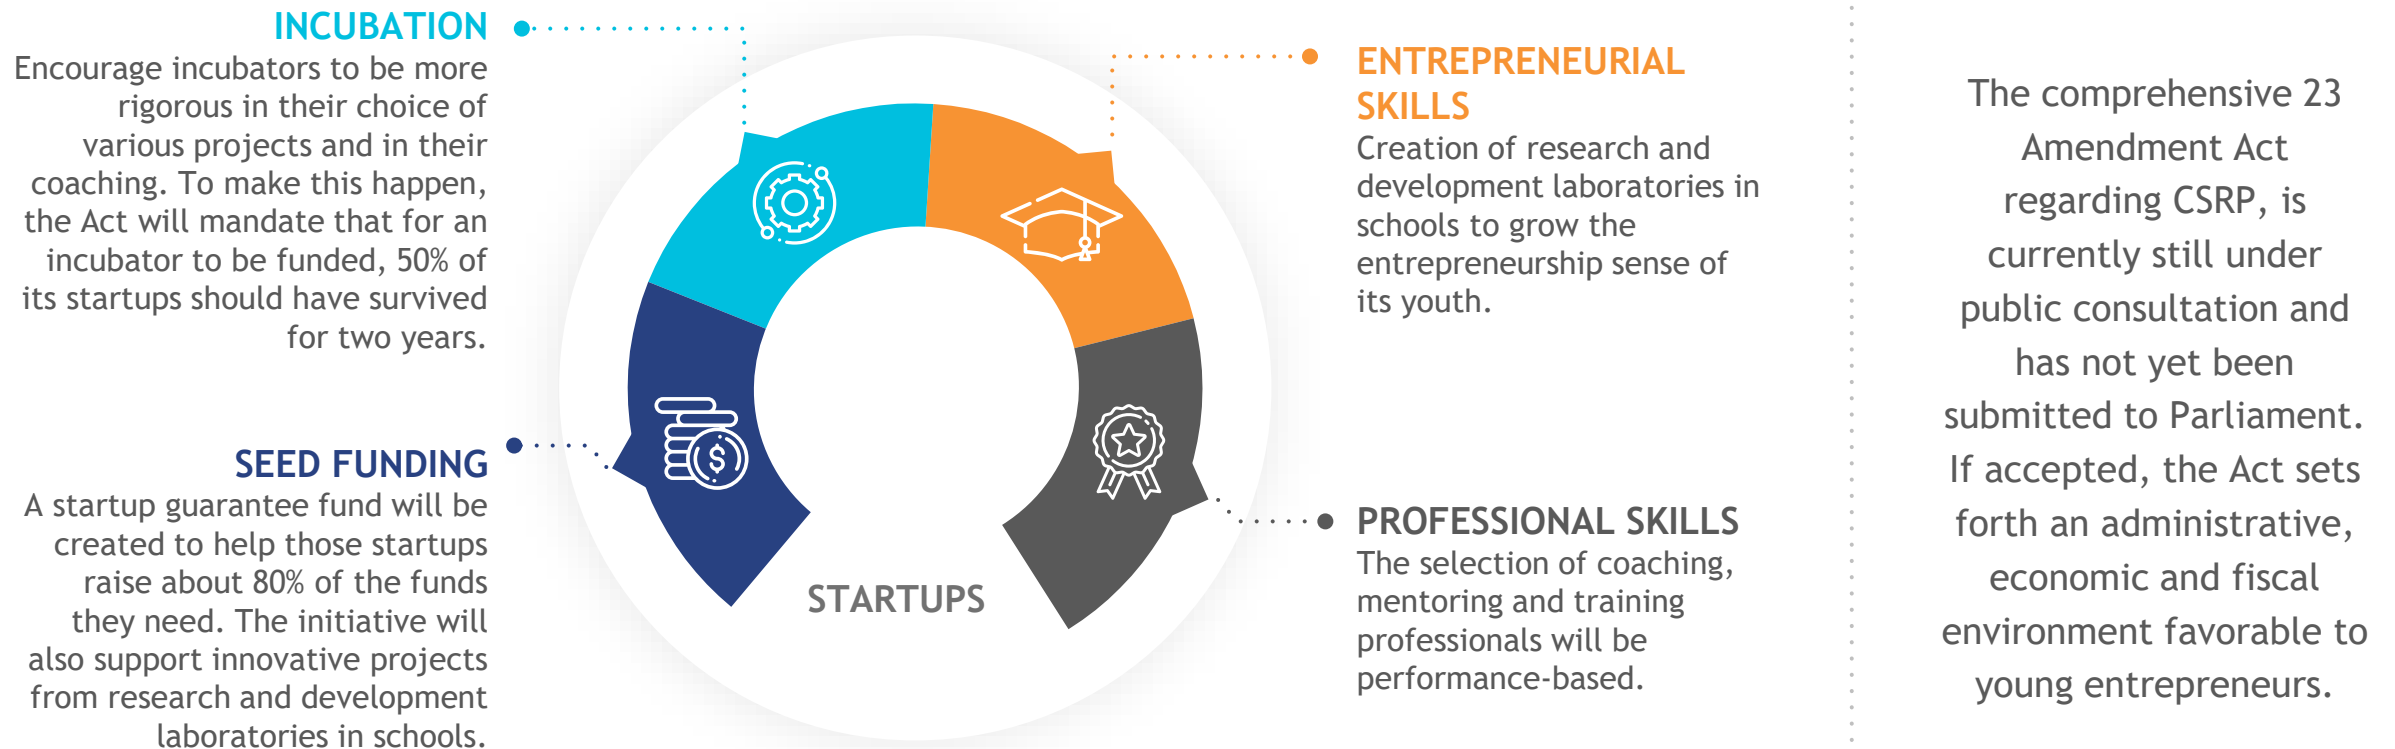 INCUBATION
Encourage incubators to be more
rigorous in their choice of
various projects and in their
coaching. To make this happen,
the Act will mandate that for an
incubator to be funded, 50% of
its startups should have survived
for two years.
SEED FUNDING
A startup guarantee fund will be
created to help those startups
raise about 80% of the funds
they need. The initiative will
also support innovative projects
from research and development
laboratories in schools.
$
STARTUPS
ENTREPRENEURIAL
SKILLS
Creation of research and
development laboratories in
schools to grow the
entrepreneurship sense of
its youth.
PROFESSIONAL SKILLS
The selection of coaching,
mentoring and training
professionals will be
performance-based.
The comprehensive 23
Amendment Act
regarding CSRP, is
currently still under
public consultation and
has not yet been
submitted to Parliament.
If accepted, the Act sets
forth an administrative,
economic and fiscal
environment favorable to
young entrepreneurs.